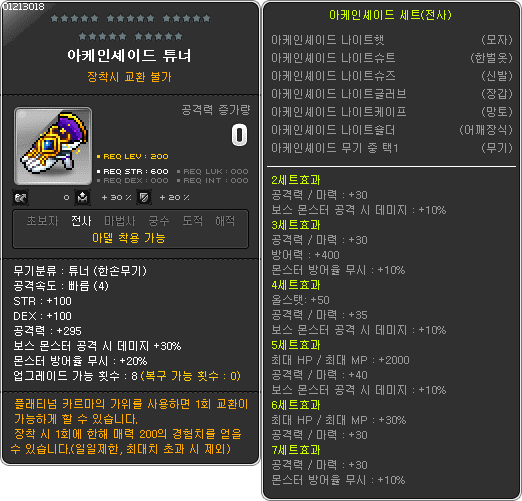 01213018
아케인셰이드 튜너
장착시 교환 불가
공격력 증가량
0
REQ LEV : 200
REQ STR : 600 REQ LUK : 000
REQ DEX : 000 REQ INT : 000
0 +30% +20%
초보자 전사 마법사 궁수 도적 해적
아델 착용 가능
무기분류 : 튜너 (한손무기)
공격속도 : 빠름 (4)
STR : +100
DEX : +100
공격력 : +295
보스 몬스터 공격 시 데미지 +30%
몬스터 방어율 무시 : +20%
업그레이드 가능 횟수 : 8 (복구 가능 횟수 : 0)
플래티넘 카르마의 가위를 사용하면 1회 교환이
가능하게 할 수 있습니다.
장착 시 1회에 한해 매력 200의 경험치를 얻을
수 있습니다.(일일제한, 최대치 초과 시 제외)
아케인셰이드 세트(전사)
아케인셰이드 나이트햇 (모자)
아케인셰이드 나이트슈트 (한벌옷)
아케인셰이드 나이트슈즈 (신발)
아케인셰이드 나이트글러브 (장갑)
아케인셰이드 나이트케이프 (망토)
아케인셰이드 나이트숄더 (어깨장식)
아케인셰이드 무기 중 택1 (무기)
2세트효과
공격력 / 마력 : +30
보스 몬스터 공격 시 데미지 : +10%
3세트효과
공격력 / 마력 : +30
방어력 : +400
몬스터 방어율 무시 : +10%
4세트효과
올스탯: +50
공격력 / 마력 : +35
보스 몬스터 공격 시 데미지 : +10%
5세트효과
최대 HP / 최대 MP : +2000
공격력 / 마력 : +40
보스 몬스터 공격 시 데미지 : +10%
6세트효과
최대 HP / 최대 MP : +30%
공격력 / 마력 : +30
7세트효과
공격력 / 마력 : +30
몬스터 방어율 무시 : +10%